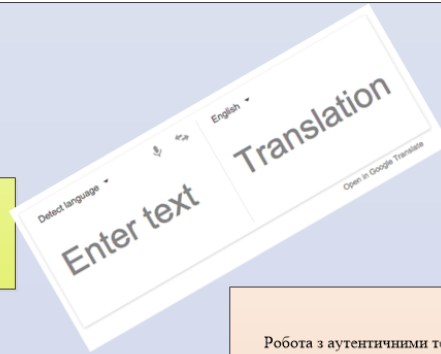 Detect language
English
Enter text
Translation
Open in Google Translate
Робота з аутентичними